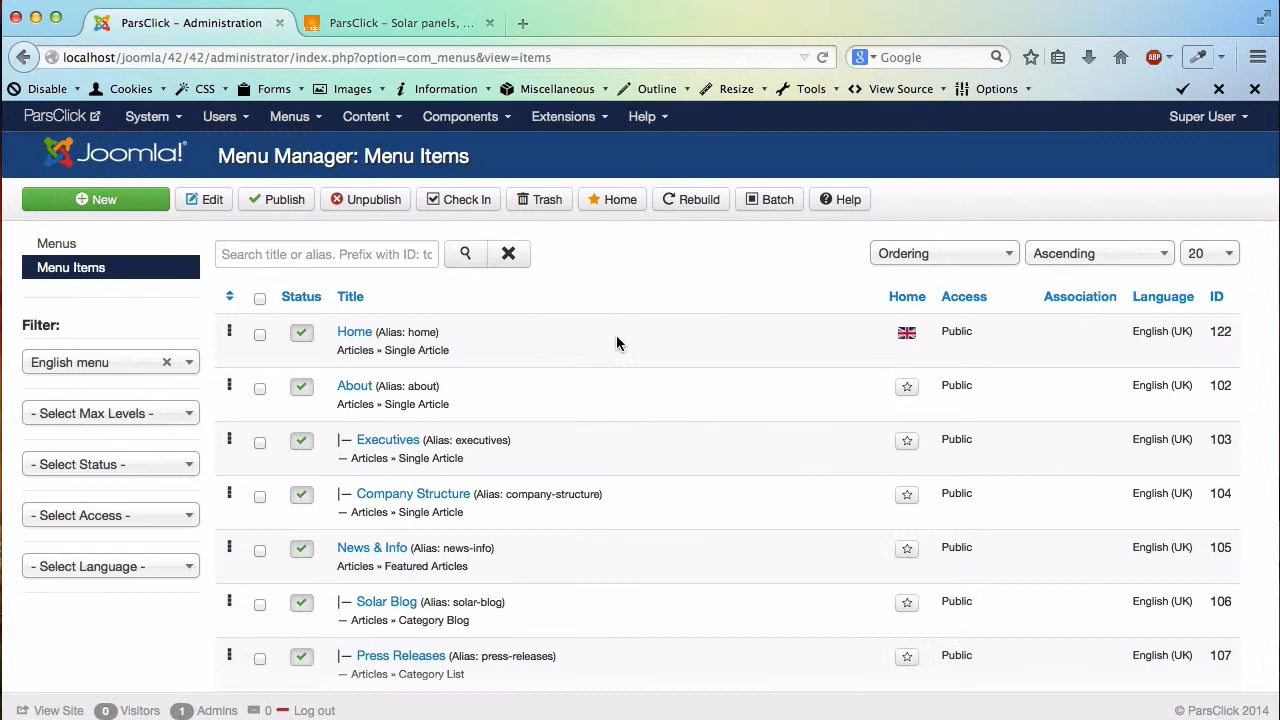 ParsClick – Administration
ParsClick – Solar panels, ...
localhost/joomla/42/42/administrator/index.php?option=com_menus&view=items
Google
ABP
Disable Cookies CSS Forms Images Information Miscellaneous Outline Resize Tools View Source Options
ParsClick System Users Menus Content Components Extensions Help Super User
Joomla!® Menu Manager: Menu Items
New Edit Publish Unpublish Check In Trash Home Rebuild Batch Help
Menus
Menu Items
Search title or alias. Prefix with ID: to
Ordering Ascending 20
Filter:
English menu
- Select Max Levels -
- Select Status -
- Select Access -
- Select Language -
Status Title Home Access Association Language ID
Home (Alias: home) Public English (UK) 122
Articles » Single Article
About (Alias: about) Public English (UK) 102
Articles » Single Article
|— Executives (Alias: executives) Public English (UK) 103
— Articles » Single Article
|— Company Structure (Alias: company-structure) Public English (UK) 104
— Articles » Single Article
News & Info (Alias: news-info) Public English (UK) 105
Articles » Featured Articles
|— Solar Blog (Alias: solar-blog) Public English (UK) 106
— Articles » Category Blog
|— Press Releases (Alias: press-releases) Public English (UK) 107
— Articles » Category List
View Site 0 Visitors 1 Admins 0 Log out © ParsClick 2014